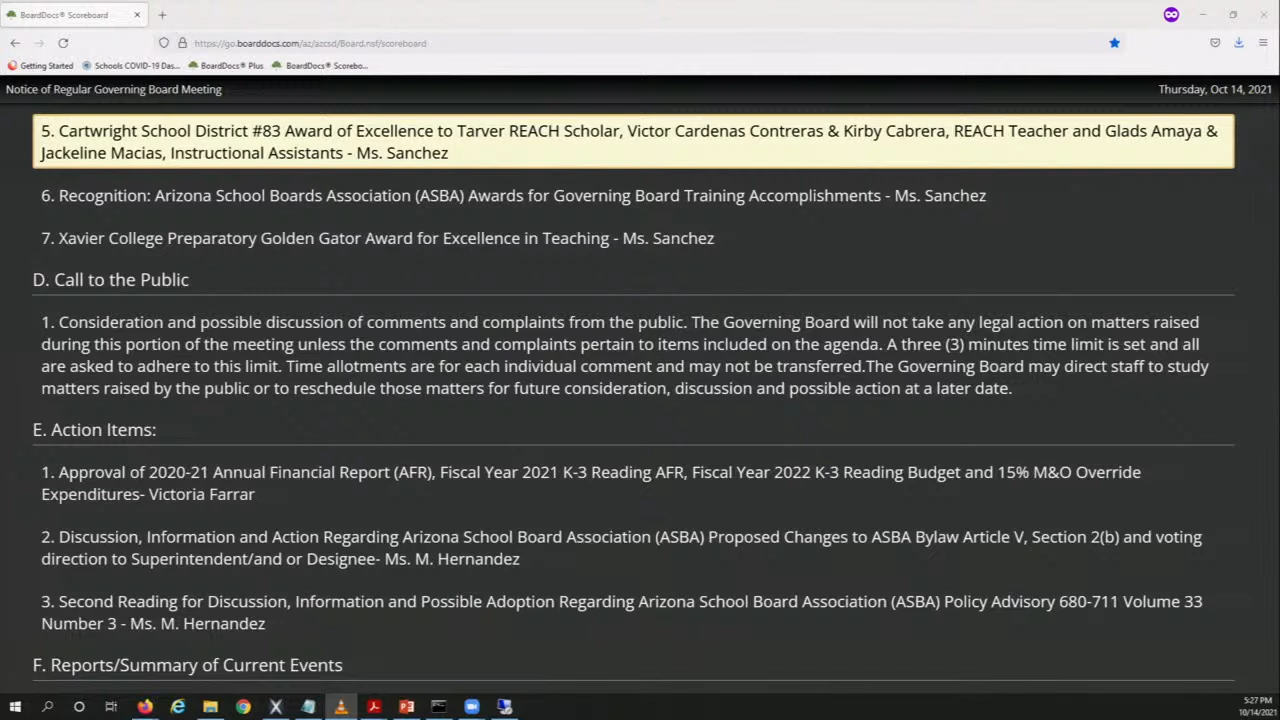 BoardDocs® Scoreboard
https://go.boarddocs.com/az/azcsd/Board.nsf/scoreboard
Getting Started Schools COVID-19 Das... BoardDocs® Plus BoardDocs® Scorebo...
Notice of Regular Governing Board Meeting Thursday, Oct 14, 2021
5. Cartwright School District #83 Award of Excellence to Tarver REACH Scholar, Victor Cardenas Contreras & Kirby Cabrera, REACH Teacher and Glads Amaya &
Jackeline Macias, Instructional Assistants - Ms. Sanchez
6. Recognition: Arizona School Boards Association (ASBA) Awards for Governing Board Training Accomplishments - Ms. Sanchez
7. Xavier College Preparatory Golden Gator Award for Excellence in Teaching - Ms. Sanchez
D. Call to the Public
1. Consideration and possible discussion of comments and complaints from the public. The Governing Board will not take any legal action on matters raised
during this portion of the meeting unless the comments and complaints pertain to items included on the agenda. A three (3) minutes time limit is set and all
are asked to adhere to this limit. Time allotments are for each individual comment and may not be transferred.The Governing Board may direct staff to study
matters raised by the public or to reschedule those matters for future consideration, discussion and possible action at a later date.
E. Action Items:
1. Approval of 2020-21 Annual Financial Report (AFR), Fiscal Year 2021 K-3 Reading AFR, Fiscal Year 2022 K-3 Reading Budget and 15% M&O Override
Expenditures- Victoria Farrar
2. Discussion, Information and Action Regarding Arizona School Board Association (ASBA) Proposed Changes to ASBA Bylaw Article V, Section 2(b) and voting
direction to Superintendent/and or Designee- Ms. M. Hernandez
3. Second Reading for Discussion, Information and Possible Adoption Regarding Arizona School Board Association (ASBA) Policy Advisory 680-711 Volume 33
Number 3 - Ms. M. Hernandez
F. Reports/Summary of Current Events
5:27 PM
10/14/2021